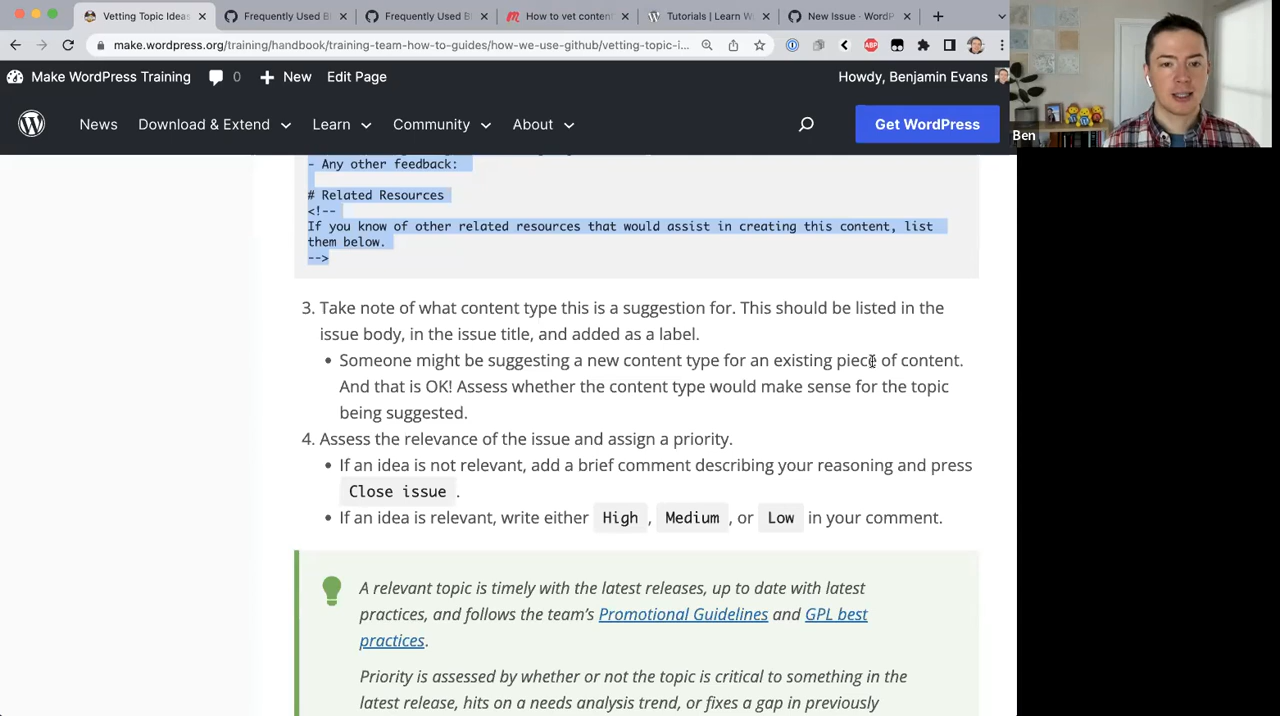 Vetting Topic Ideas
Frequently Used B
Frequently Used B
How to vet conten
Tutorials | Learn W
New Issue · WordP
make.wordpress.org/training/handbook/training-team-how-to-guides/how-we-use-github/vetting-topic-i...
ABP
Make WordPress Training
0
New
Edit Page
Howdy, Benjamin Evans
News
Download & Extend
Learn
Community
About
Get WordPress
Ben
- Any other feedback:
# Related Resources
<!--
If you know of other related resources that would assist in creating this content, list
them below.
-->
3. Take note of what content type this is a suggestion for. This should be listed in the
issue body, in the issue title, and added as a label.
• Someone might be suggesting a new content type for an existing piece of content.
And that is OK! Assess whether the content type would make sense for the topic
being suggested.
4. Assess the relevance of the issue and assign a priority.
• If an idea is not relevant, add a brief comment describing your reasoning and press
Close issue .
• If an idea is relevant, write either High , Medium , or Low in your comment.
A relevant topic is timely with the latest releases, up to date with latest
practices, and follows the team's Promotional Guidelines and GPL best
practices.
Priority is assessed by whether or not the topic is critical to something in the
latest release, hits on a needs analysis trend, or fixes a gap in previously